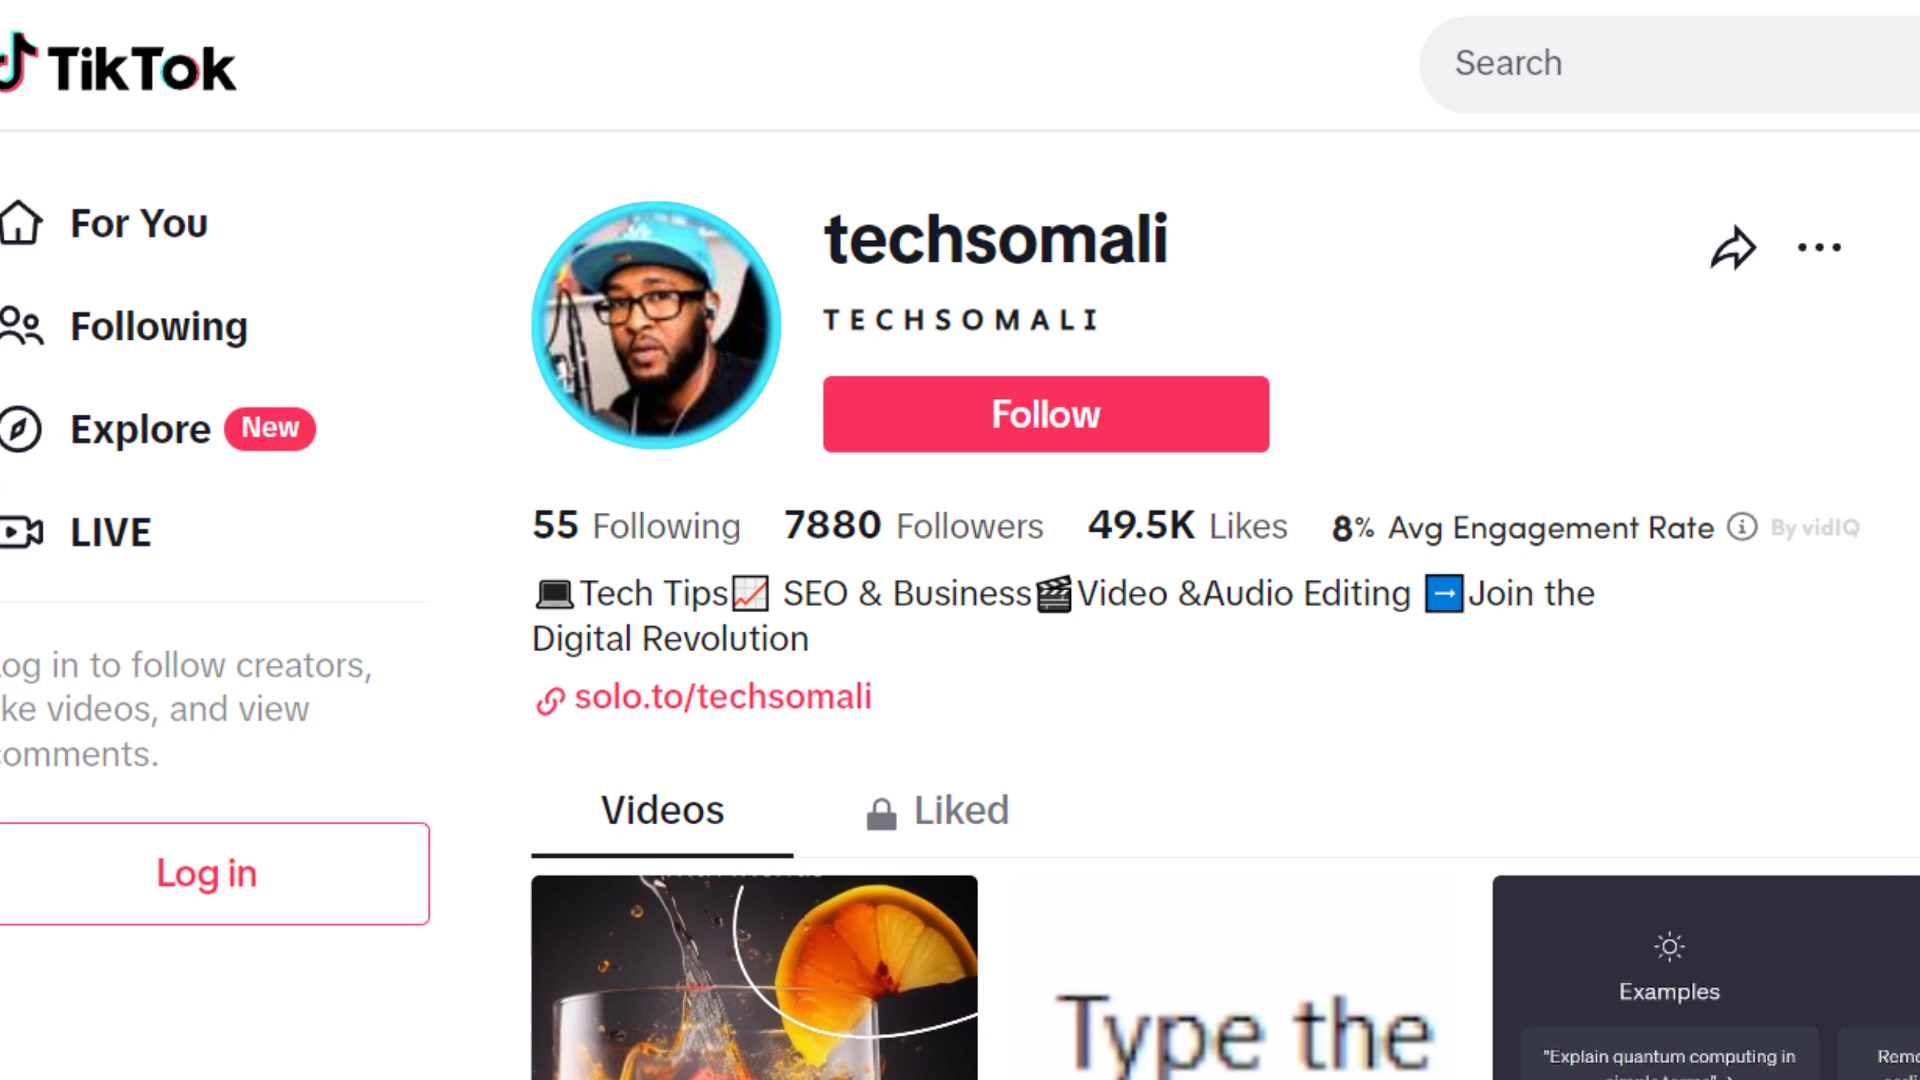 TikTok
Search
For You
Following
Explore New
LIVE
techsomali
TECHSOMALI
Follow
55 Following 7880 Followers 49.5K Likes 8% Avg Engagement Rate By vidIQ
💻Tech Tips📈 SEO & Business🎬Video &Audio Editing ➡️Join the
Digital Revolution
solo.to/techsomali
og in to follow creators,
ke videos, and view
omments.
Log in
Videos Liked
Type the
Examples
"Explain quantum computing in